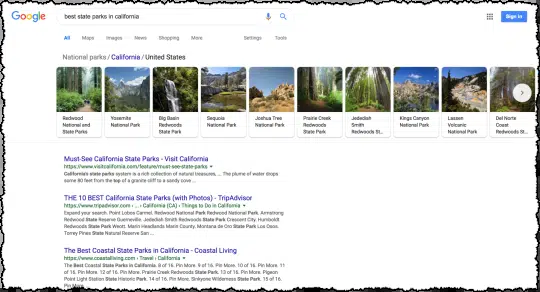 Google
best state parks in california
Sign in
All Maps Images News Shopping More Settings Tools
National parks / California / United States
Redwood National and State Parks
Yosemite National Park
Big Basin Redwoods State Park
Sequoia National Park
Joshua Tree National Park
Prairie Creek Redwoods State Park
Jedediah Smith Redwoods St...
Kings Canyon National Park
Lassen Volcanic National Park
Del Norte Coast Redwoods St...
Must-See California State Parks - Visit California
https://www.visitcalifornia.com/feature/must-see-state-parks
California's state parks system is a rich collection of natural treasures, ... The plume of water drops
some 80 feet from the top of a granite cliff to a sandy cove ...
THE 10 BEST California State Parks (with Photos) - TripAdvisor
https://www.tripadvisor.com › ... › California (CA) › Things to Do in California
Expand your search. Point Lobos Carmel. Redwood National Park Redwood National Park. Armstrong
Redwood State Reserve Guerneville. Jedediah Smith Redwoods State Park Crescent City. Humboldt
Redwoods State Park Weott. Marin Headlands Marin County. Montana de Oro State Park Los Osos.
Torrey Pines State Natural Reserve San ...
The Best Coastal State Parks in California - Coastal Living
https://www.coastalliving.com › Travel › California
The Best Coastal State Parks in California. 8 of 16. Pin More. 9 of 16. Pin More. 10 of 16. Pin More. 11
of 16. Pin More. 12 of 16. Pin More. Prairie Creek Redwoods State Park. 13 of 16. Pin More. Pigeon
Point Light Station State Historic Park. 14 of 16. Pin More. Sinkyone Wilderness State Park. 15 of 16.